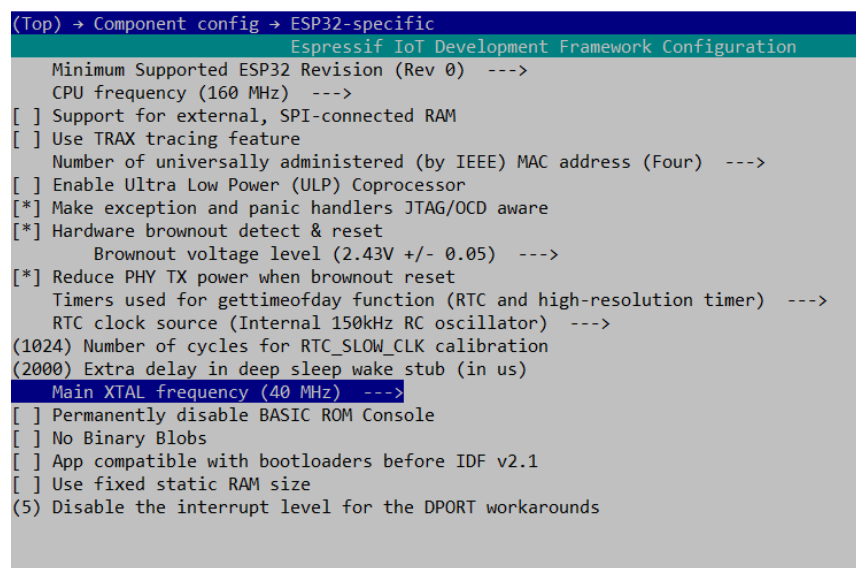 (Top) → Component config → ESP32-specific
Espressif IoT Development Framework Configuration
Minimum Supported ESP32 Revision (Rev 0)  --->
CPU frequency (160 MHz)  --->
[ ] Support for external, SPI-connected RAM
[ ] Use TRAX tracing feature
Number of universally administered (by IEEE) MAC address (Four)  --->
[ ] Enable Ultra Low Power (ULP) Coprocessor
[*] Make exception and panic handlers JTAG/OCD aware
[*] Hardware brownout detect & reset
Brownout voltage level (2.43V +/- 0.05)  --->
[*] Reduce PHY TX power when brownout reset
Timers used for gettimeofday function (RTC and high-resolution timer)  --->
RTC clock source (Internal 150kHz RC oscillator)  --->
(1024) Number of cycles for RTC_SLOW_CLK calibration
(2000) Extra delay in deep sleep wake stub (in us)
Main XTAL frequency (40 MHz)  --->
[ ] Permanently disable BASIC ROM Console
[ ] No Binary Blobs
[ ] App compatible with bootloaders before IDF v2.1
[ ] Use fixed static RAM size
(5) Disable the interrupt level for the DPORT workarounds